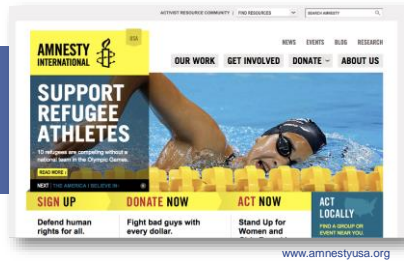 ACTIVIST RESOURCE COMMUNITY / FIND RESOURCES SEARCH AMNESTY
USA
NEWS EVENTS BLOG RESEARCH
AMNESTY
INTERNATIONAL
OUR WORK GET INVOLVED DONATE ABOUT US
SUPPORT
REFUGEE
ATHLETES
10 refugees are competing without a
national team in the Olympic Games.
READ MORE
NEXT : THE AMERICA I BELIEVE IN
SIGN UP DONATE NOW ACT NOW ACT
LOCALLY
Defend human
rights for all.
Fight bad guys with
every dollar.
Stand Up for
Women and
FIND A GROUP OR
EVENT NEAR YOU.
www.amnestyusa.org